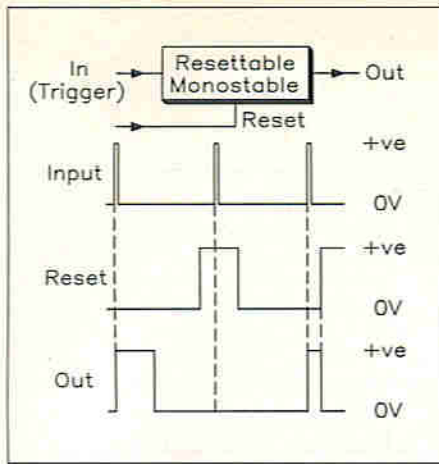 In
(Trigger)
Resettable
Monostable
Out
Reset
Input
+ve
0V
Reset
+ve
0V
Out
+ve
0V